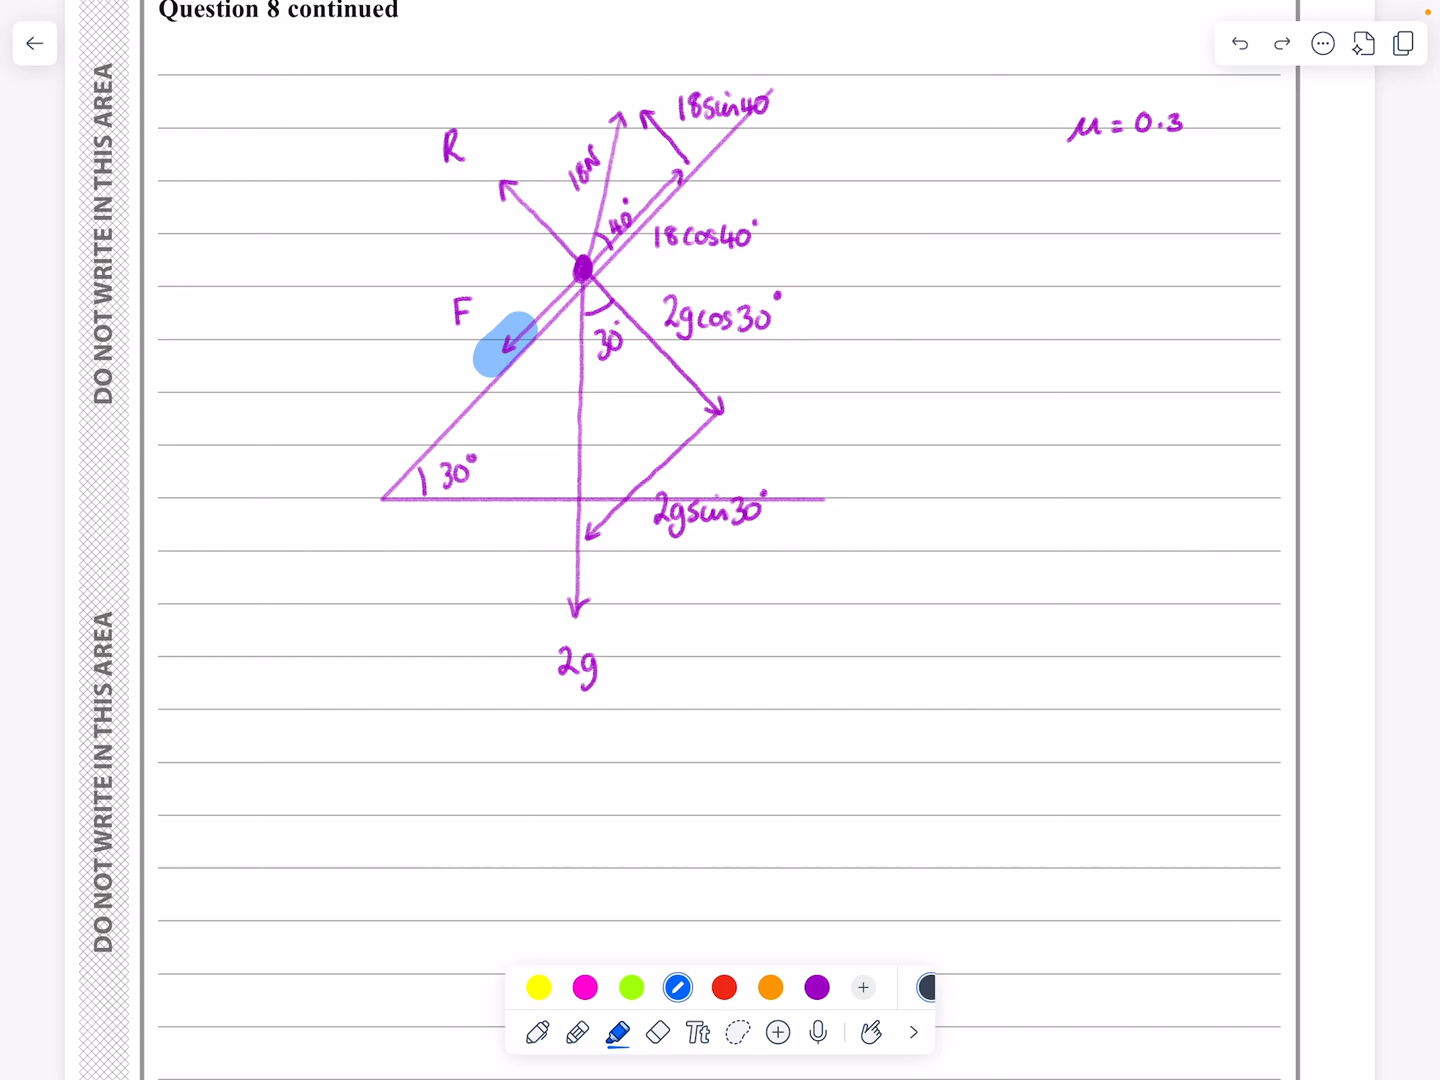 Question 8 continued
DO NOT WRITE IN THIS AREA
DO NOT WRITE IN THIS AREA
18sin40°
μ = 0.3
R
18N
40°
18cos40°
F
2gcos30°
30°
30°
2gsin30°
2g
Tt